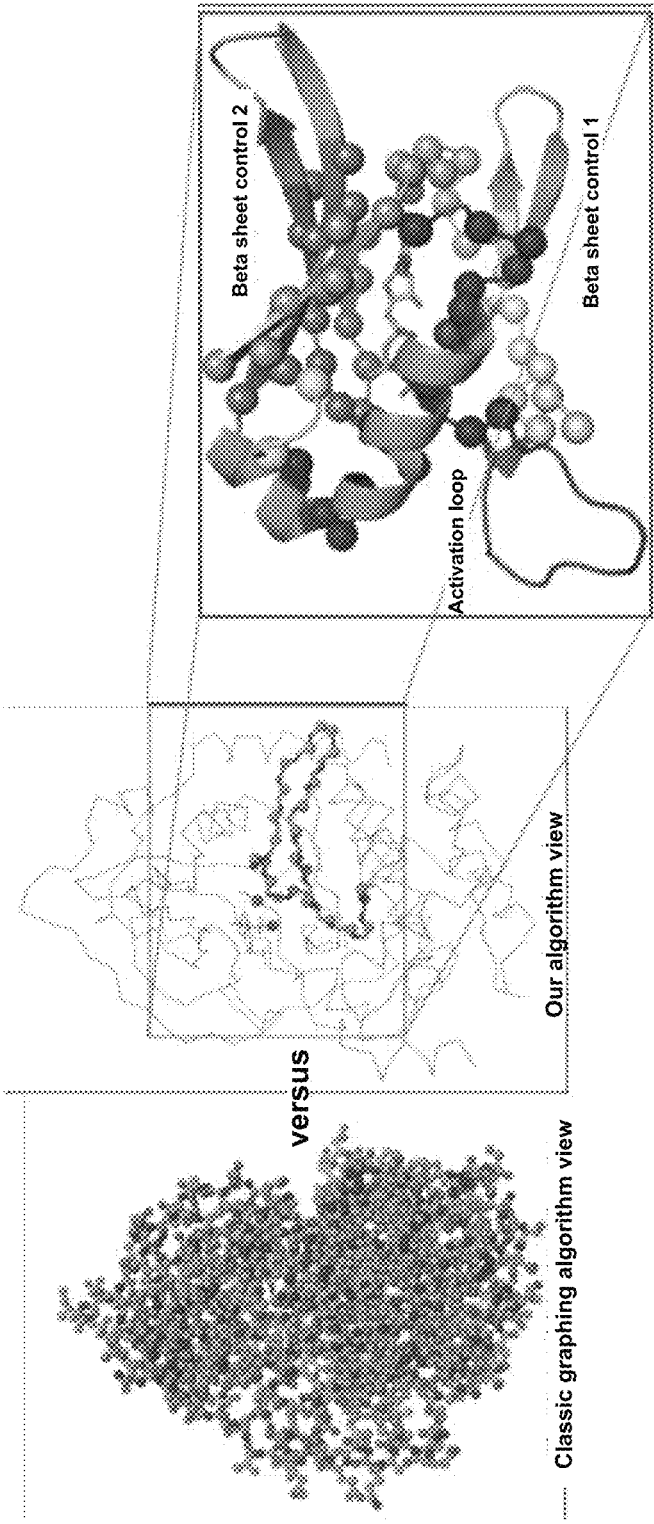 Classic graphing algorithm view
versus
Our algorithm view
Activation loop
Beta sheet control 2
Beta sheet control 1